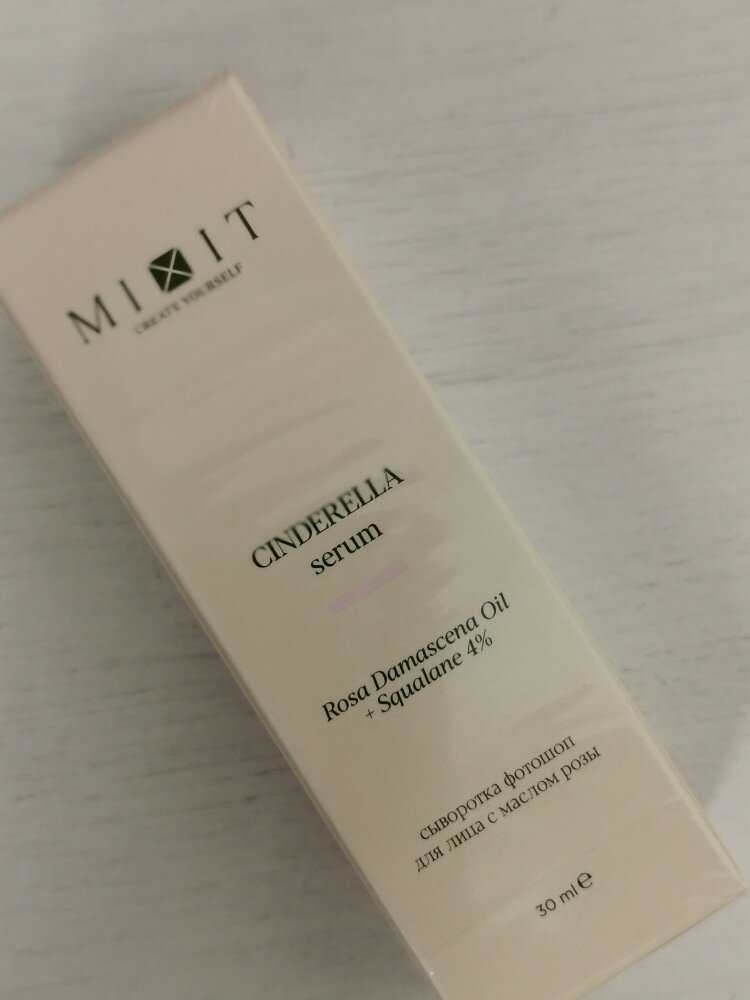 MIXIT
CREATE YOURSELF
CINDERELLA
serum
Rosa Damascena Oil
+ Squalane 4%
сыворотка фотошоп
для лица с маслом розы
30 ml e